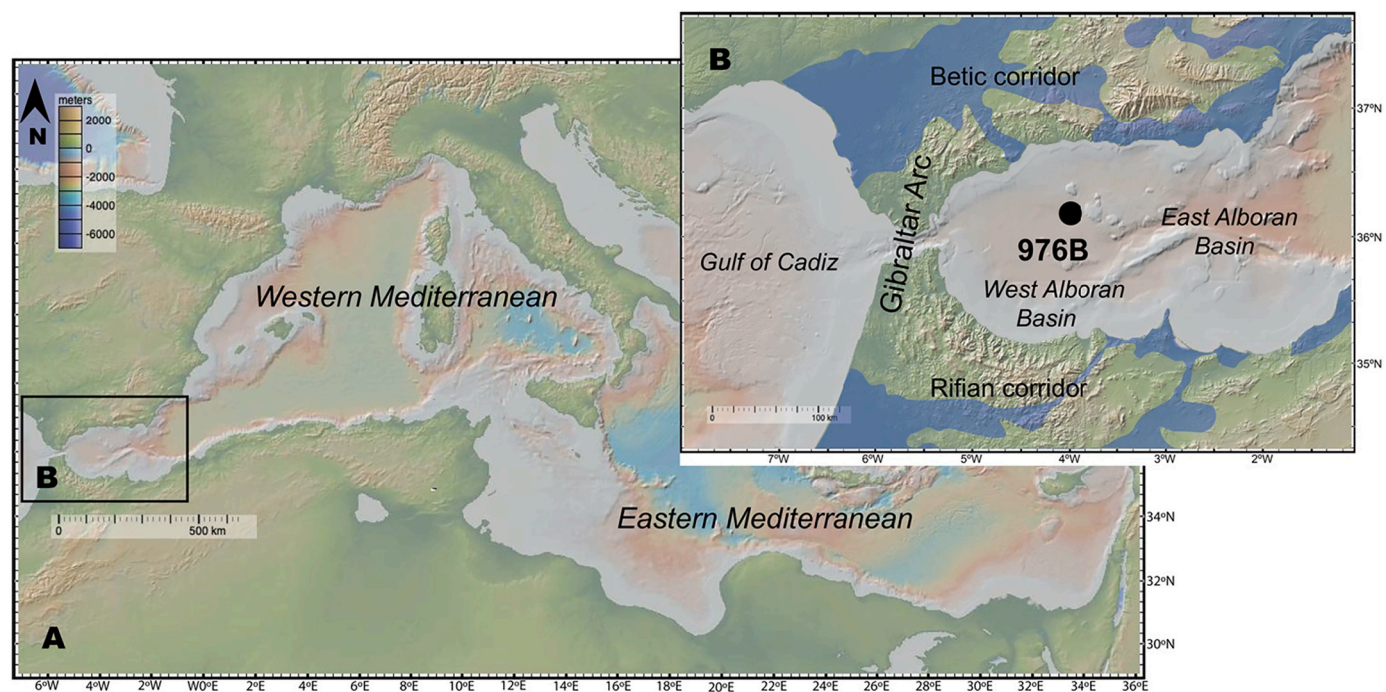 N
meters
2000
0
-2000
-4000
-6000
Western Mediterranean
Eastern Mediterranean
B
0 500 km
A
34°N
32°N
30°N
6°W 4°W 2°W W0°E 2°E 4°E 6°E 8°E 10°E 12°E 14°E 16°E 18°E 20°E 22°E 24°E 26°E 28°E 30°E 32°E 34°E 36°E
B
Betic corridor
Gibraltar Arc
Gulf of Cadiz
976B
East Alboran
Basin
West Alboran
Basin
Rifian corridor
0 100 km
37°N
36°N
35°N
7°W 6°W 5°W 4°W 3°W 2°W